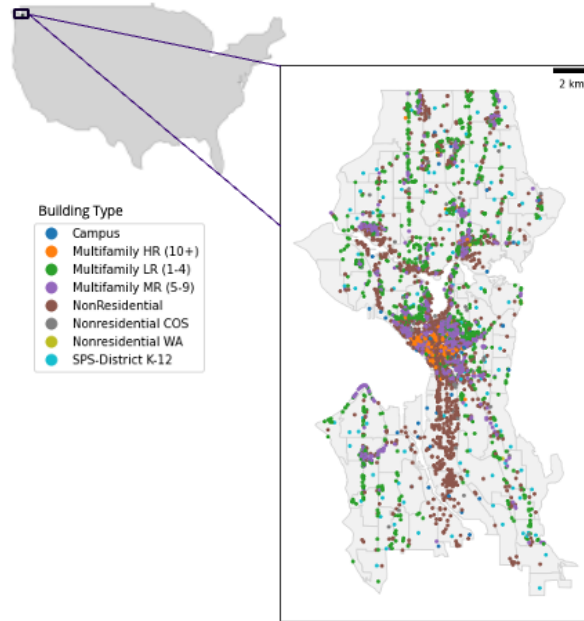 2 km
Building Type
Campus
Multifamily HR (10+)
Multifamily LR (1-4)
Multifamily MR (5-9)
NonResidential
Nonresidential COS
Nonresidential WA
SPS-District K-12